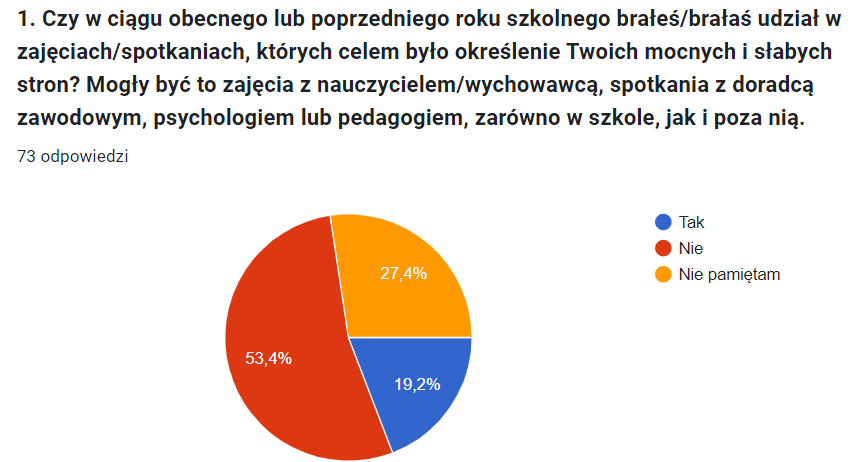 1. Czy w ciągu obecnego lub poprzedniego roku szkolnego brałeś/brałaś udział w
zajęciach/spotkaniach, których celem było określenie Twoich mocnych i słabych
stron? Mogły być to zajęcia z nauczycielem/wychowawcą, spotkania z doradcą
zawodowym, psychologiem lub pedagogiem, zarówno w szkole, jak i poza nią.
73 odpowiedzi
Tak
Nie
Nie pamiętam
27,4%
53,4%
19,2%